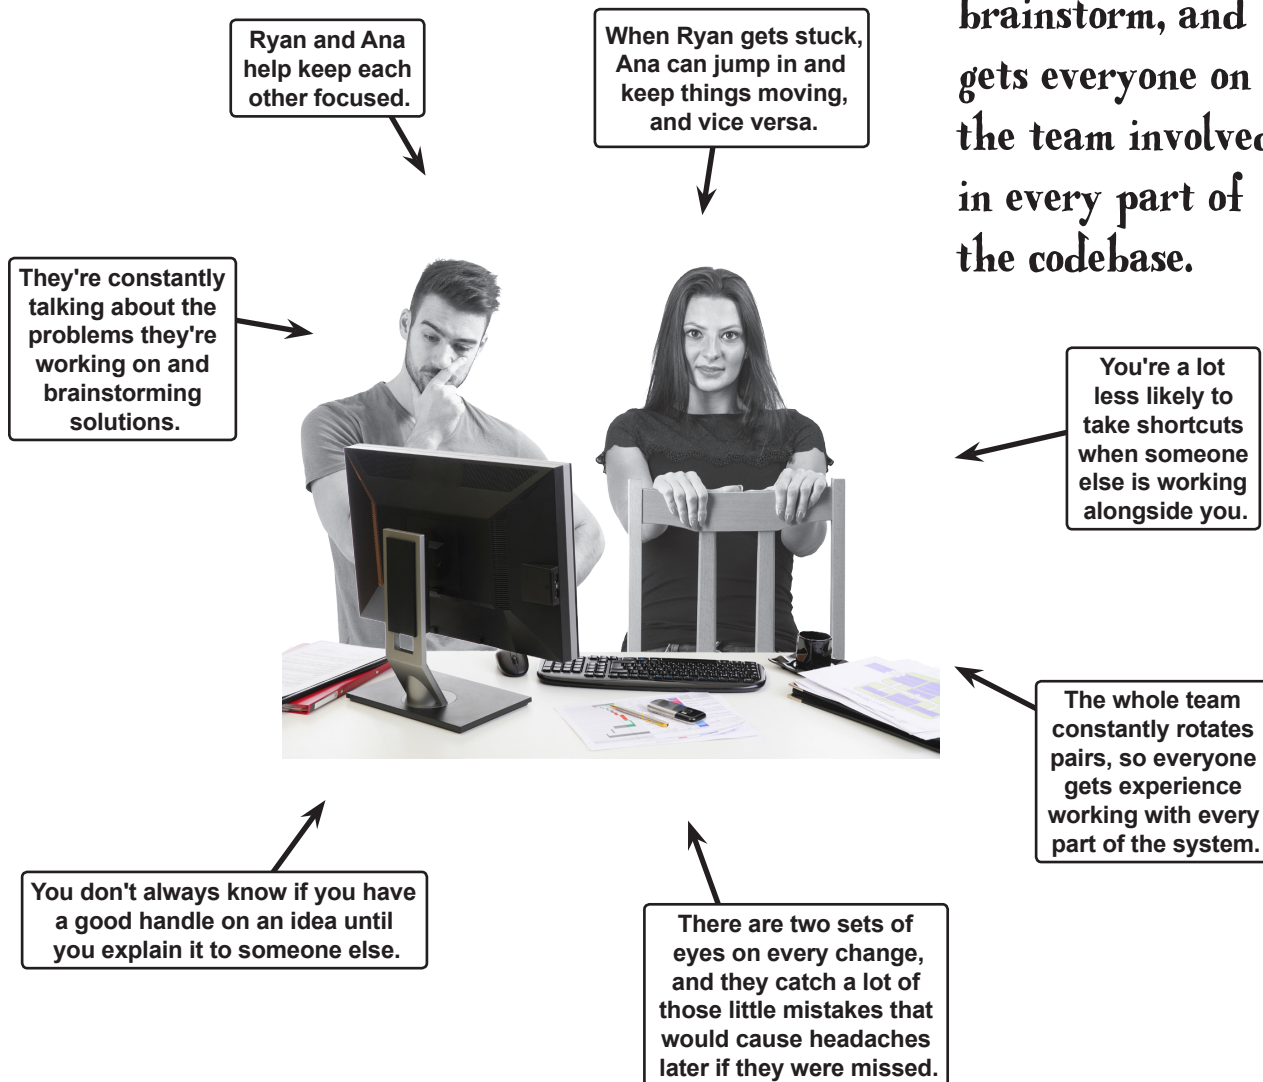 brainstorm, and
gets everyone on
the team involved
in every part of
the codebase.
Ryan and Ana
help keep each
other focused.
When Ryan gets stuck,
Ana can jump in and
keep things moving,
and vice versa.
They're constantly
talking about the
problems they're
working on and
brainstorming
solutions.
You're a lot
less likely to
take shortcuts
when someone
else is working
alongside you.
The whole team
constantly rotates
pairs, so everyone
gets experience
working with every
part of the system.
You don't always know if you have
a good handle on an idea until
you explain it to someone else.
There are two sets of
eyes on every change,
and they catch a lot of
those little mistakes that
would cause headaches
later if they were missed.